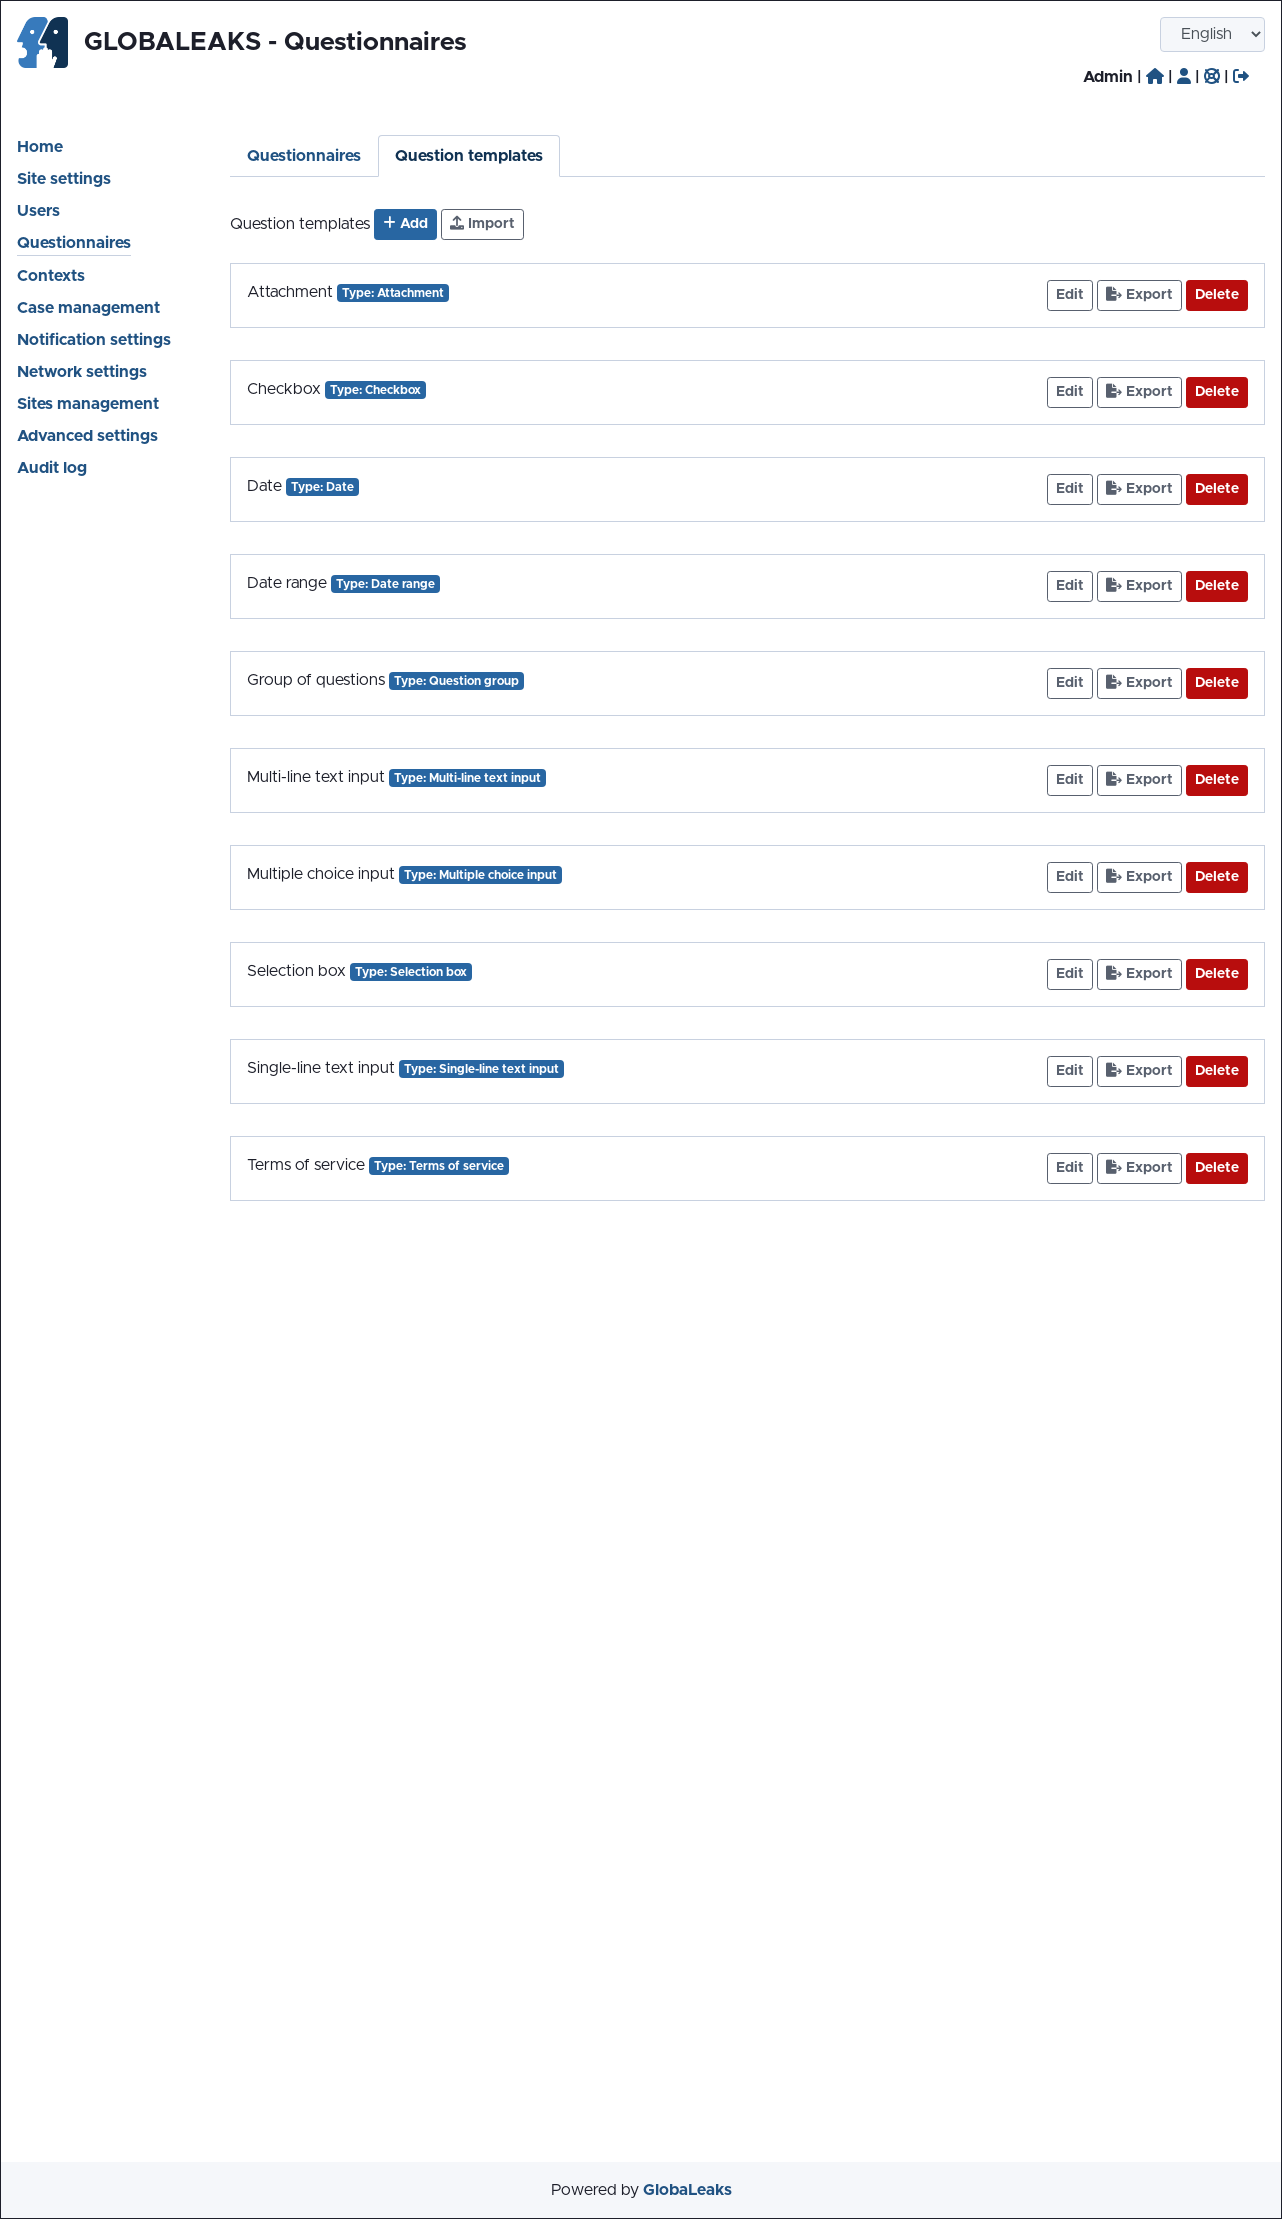 GLOBALEAKS - Questionnaires
English
Admin | | | |
Home
Site settings
Users
Questionnaires
Contexts
Case management
Notification settings
Network settings
Sites management
Advanced settings
Audit log
Questionnaires Question templates
Question templates Add Import
Attachment Type: Attachment Edit Export Delete
Checkbox Type: Checkbox Edit Export Delete
Date Type: Date Edit Export Delete
Date range Type: Date range Edit Export Delete
Group of questions Type: Question group Edit Export Delete
Multi-line text input Type: Multi-line text input Edit Export Delete
Multiple choice input Type: Multiple choice input Edit Export Delete
Selection box Type: Selection box Edit Export Delete
Single-line text input Type: Single-line text input Edit Export Delete
Terms of service Type: Terms of service Edit Export Delete
Powered by GlobaLeaks